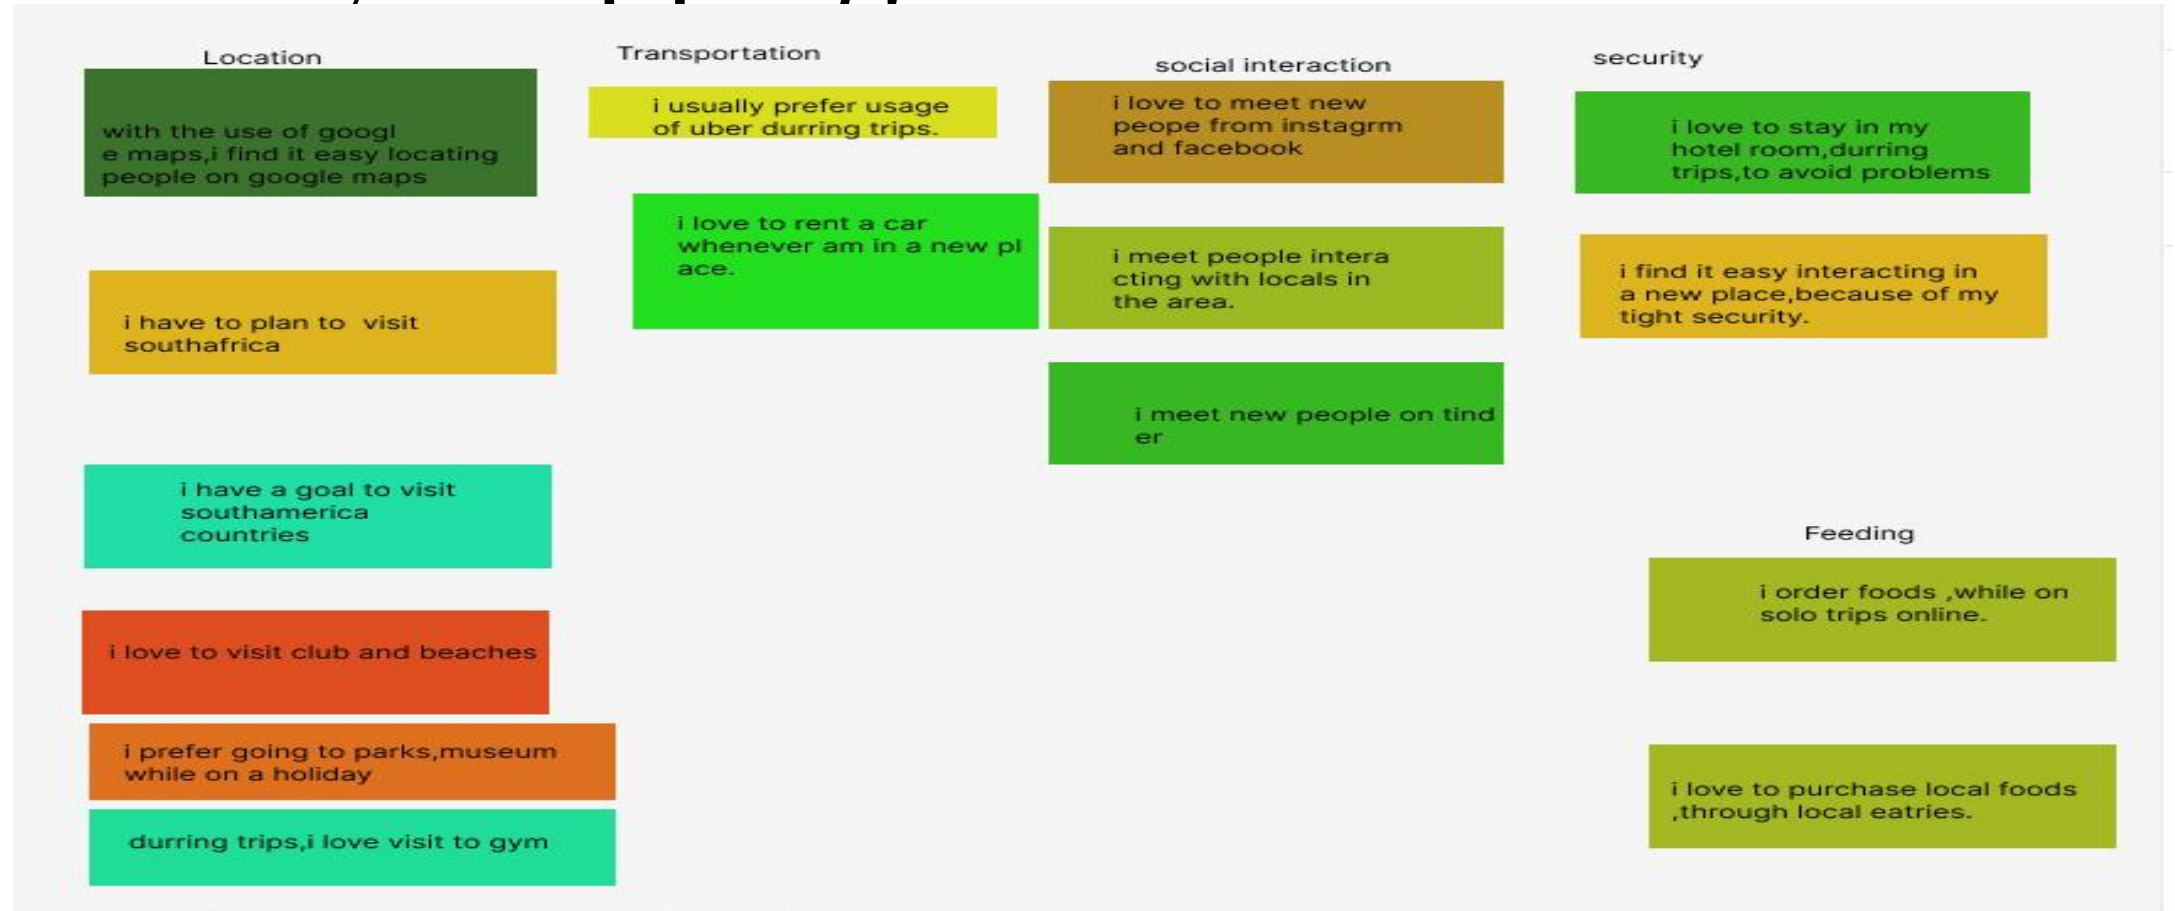 Location
with the use of googl
e maps,i find it easy locating
people on google maps
i have to plan to visit
southafrica
i have a goal to visit
southamerica
countries
i love to visit club and beaches
i prefer going to parks,museum
while on a holiday
durring trips,i love visit to gym
Transportation
i usually prefer usage
of uber durring trips.
i love to rent a car
whenever am in a new pl
ace.
social interaction
i love to meet new
peope from instagrm
and facebook
i meet people intera
cting with locals in
the area.
i meet new people on tind
er
security
i love to stay in my
hotel room,durring
trips,to avoid problems
i find it easy interacting in
a new place,because of my
tight security.
Feeding
i order foods ,while on
solo trips online.
i love to purchase local foods
,through local eatries.